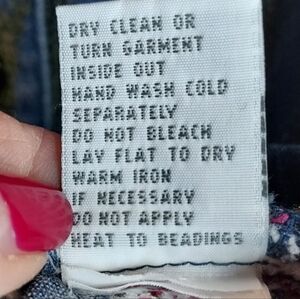 DRY CLEAN OR
TURN GARMENT
INSIDE OUT
HAND WASH COLD
SEPARATELY
DO NOT BLEACH
LAY FLAT TO DRY
WARM IRON
IF NECESSARY
DO NOT APPLY
HEAT TO BEADINGS